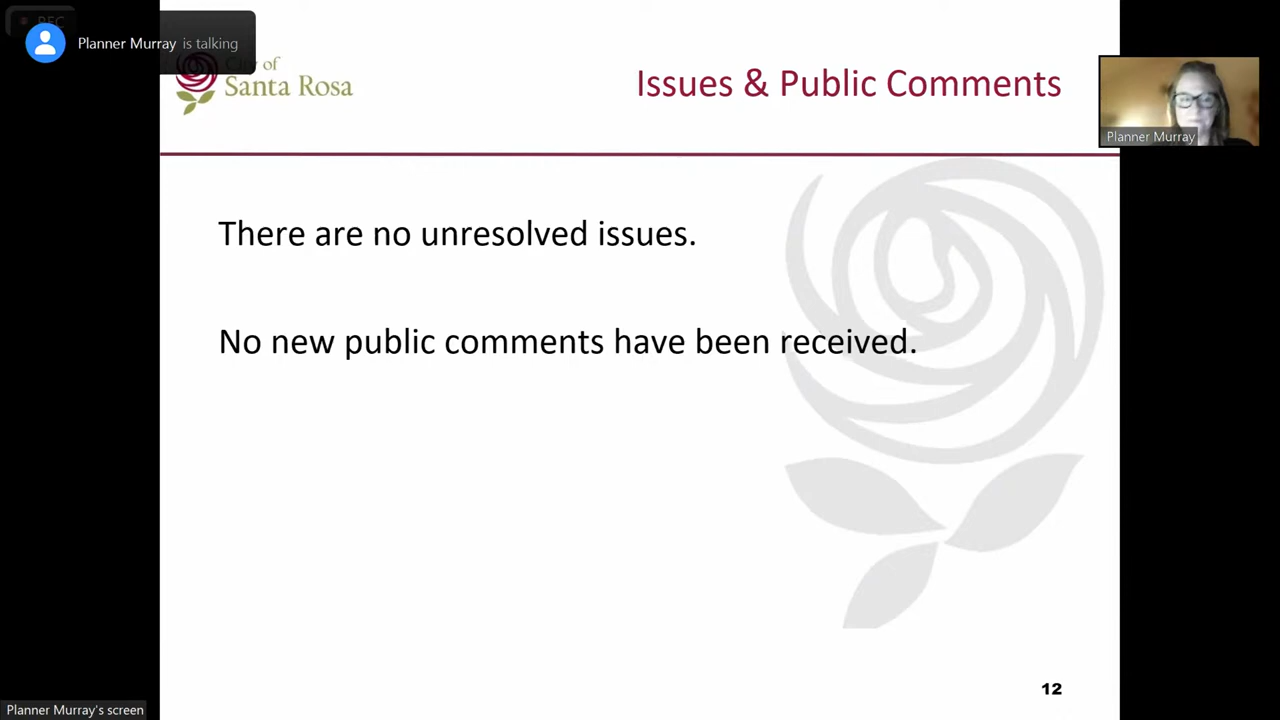 REC
Planner Murray is talking
City of
Santa Rosa
Issues & Public Comments
Planner Murray
There are no unresolved issues.
No new public comments have been received.
12
Planner Murray's screen